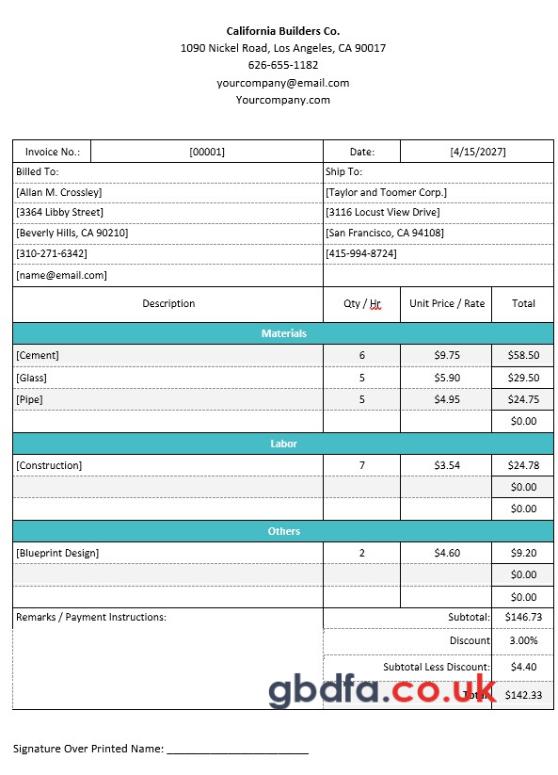 California Builders Co.
1090 Nickel Road, Los Angeles, CA 90017
626-655-1182
yourcompany@email.com
Yourcompany.com
Invoice No.: [00001] Date: [4/15/2027]
Billed To: Ship To:
[Allan M. Crossley] [Taylor and Toomer Corp.]
[3364 Libby Street] [3116 Locust View Drive]
[Beverly Hills, CA 90210] [San Francisco, CA 94108]
[310-271-6342] [415-994-8724]
[name@email.com]
Description Qty / Hr Unit Price / Rate Total
Materials
[Cement] 6 $9.75 $58.50
[Glass] 5 $5.90 $29.50
[Pipe] 5 $4.95 $24.75
$0.00
Labor
[Construction] 7 $3.54 $24.78
$0.00
$0.00
Others
[Blueprint Design] 2 $4.60 $9.20
$0.00
$0.00
Remarks / Payment Instructions: Subtotal: $146.73
Discount 3.00%
Subtotal Less Discount: $4.40
gbdfa.co.uk
Total $142.33
Signature Over Printed Name: ________________________